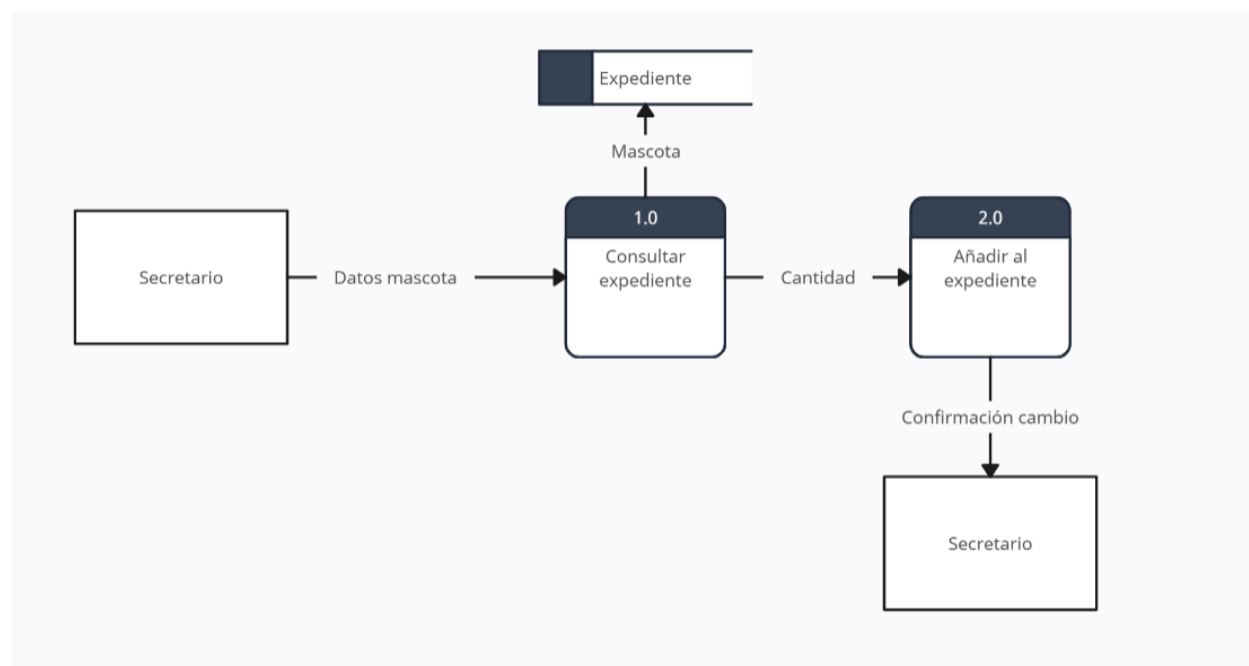 Expediente
Mascota
1.0
2.0
Secretario
Datos mascota
Consultar
expediente
Cantidad
Añadir al
expediente
Confirmación cambio
Secretario